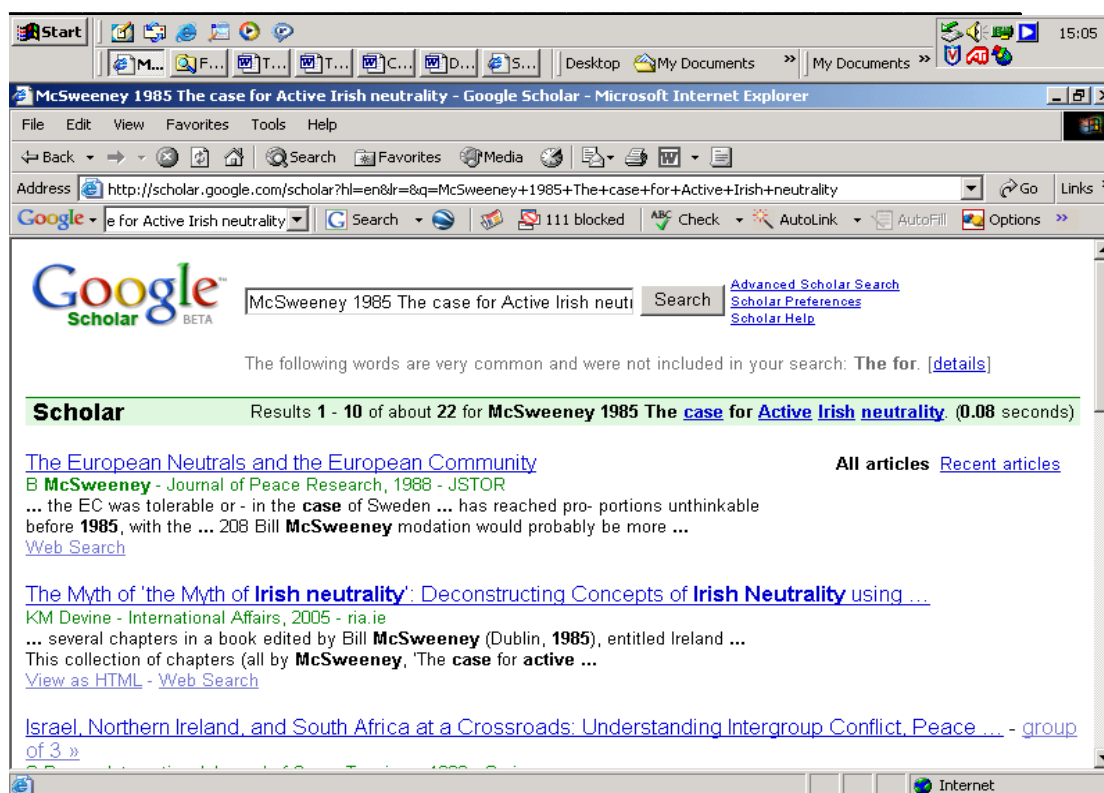 Start 15:05
M... F... T... T... C... D... S... Desktop My Documents » My Documents »
McSweeney 1985 The case for Active Irish neutrality - Google Scholar - Microsoft Internet Explorer
File Edit View Favorites Tools Help
Back Search Favorites Media
Address http://scholar.google.com/scholar?hl=en&lr=&q=McSweeney+1985+The+case+for+Active+Irish+neutrality Go Links
Google e for Active Irish neutrality G Search 111 blocked ABC Check AutoLink AutoFill Options »
Google™ Scholar BETA
McSweeney 1985 The case for Active Irish neut Search
Advanced Scholar Search
Scholar Preferences
Scholar Help
The following words are very common and were not included in your search: The for. [details]
Scholar Results 1 - 10 of about 22 for McSweeney 1985 The case for Active Irish neutrality. (0.08 seconds)
The European Neutrals and the European Community All articles Recent articles
B McSweeney - Journal of Peace Research, 1988 - JSTOR
... the EC was tolerable or - in the case of Sweden ... has reached pro- portions unthinkable
before 1985, with the ... 208 Bill McSweeney modation would probably be more ...
Web Search
The Myth of 'the Myth of Irish neutrality': Deconstructing Concepts of Irish Neutrality using ...
KM Devine - International Affairs, 2005 - ria.ie
... several chapters in a book edited by Bill McSweeney (Dublin, 1985), entitled Ireland ...
This collection of chapters (all by McSweeney, 'The case for active ...
View as HTML - Web Search
Israel, Northern Ireland, and South Africa at a Crossroads: Understanding Intergroup Conflict, Peace ... - group
of 3 »
Internet